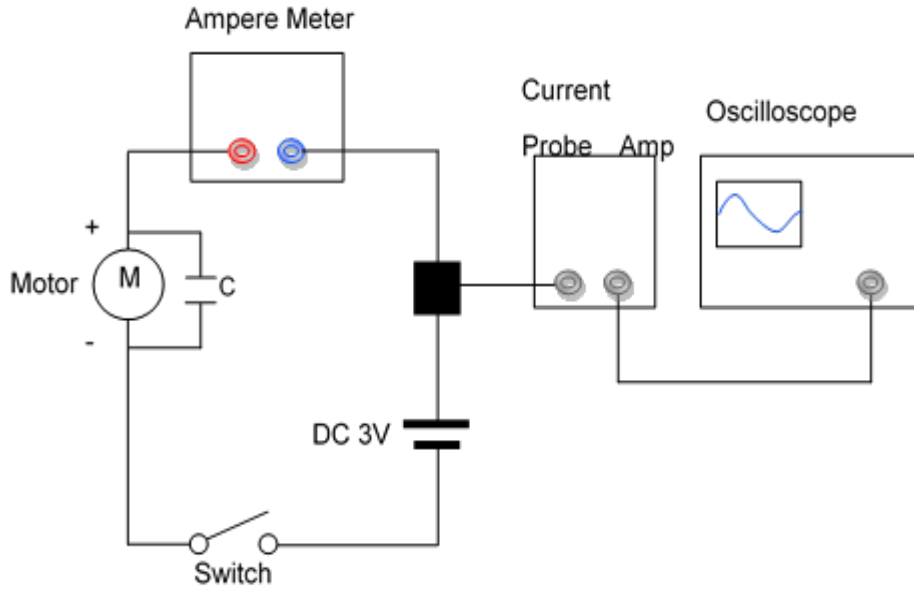 Ampere Meter
Current
Probe Amp
Oscilloscope
+
Motor
M
C
-
DC 3V
Switch